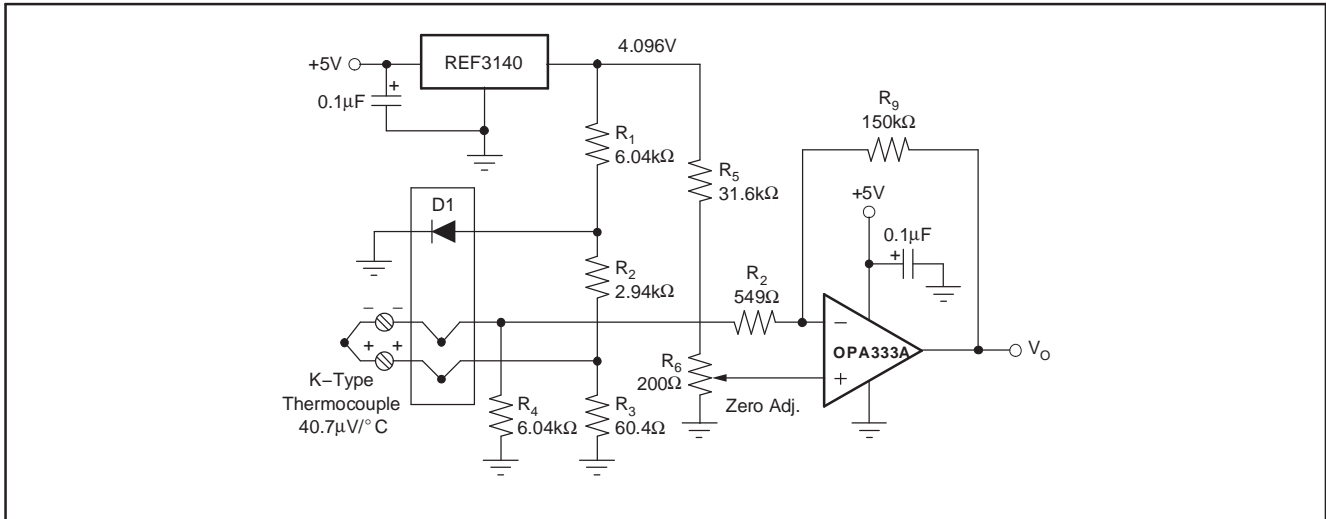 +5V
REF3140
4.096V
0.1μF
+
R1
6.04kΩ
R5
31.6kΩ
R9
150kΩ
+5V
0.1μF
+
D1
R2
2.94kΩ
R2
549Ω
− −
+ +
−
OPA333A
+
VO
K−Type
Thermocouple
40.7μV/°C
R4
6.04kΩ
R3
60.4Ω
R6
200Ω
Zero Adj.